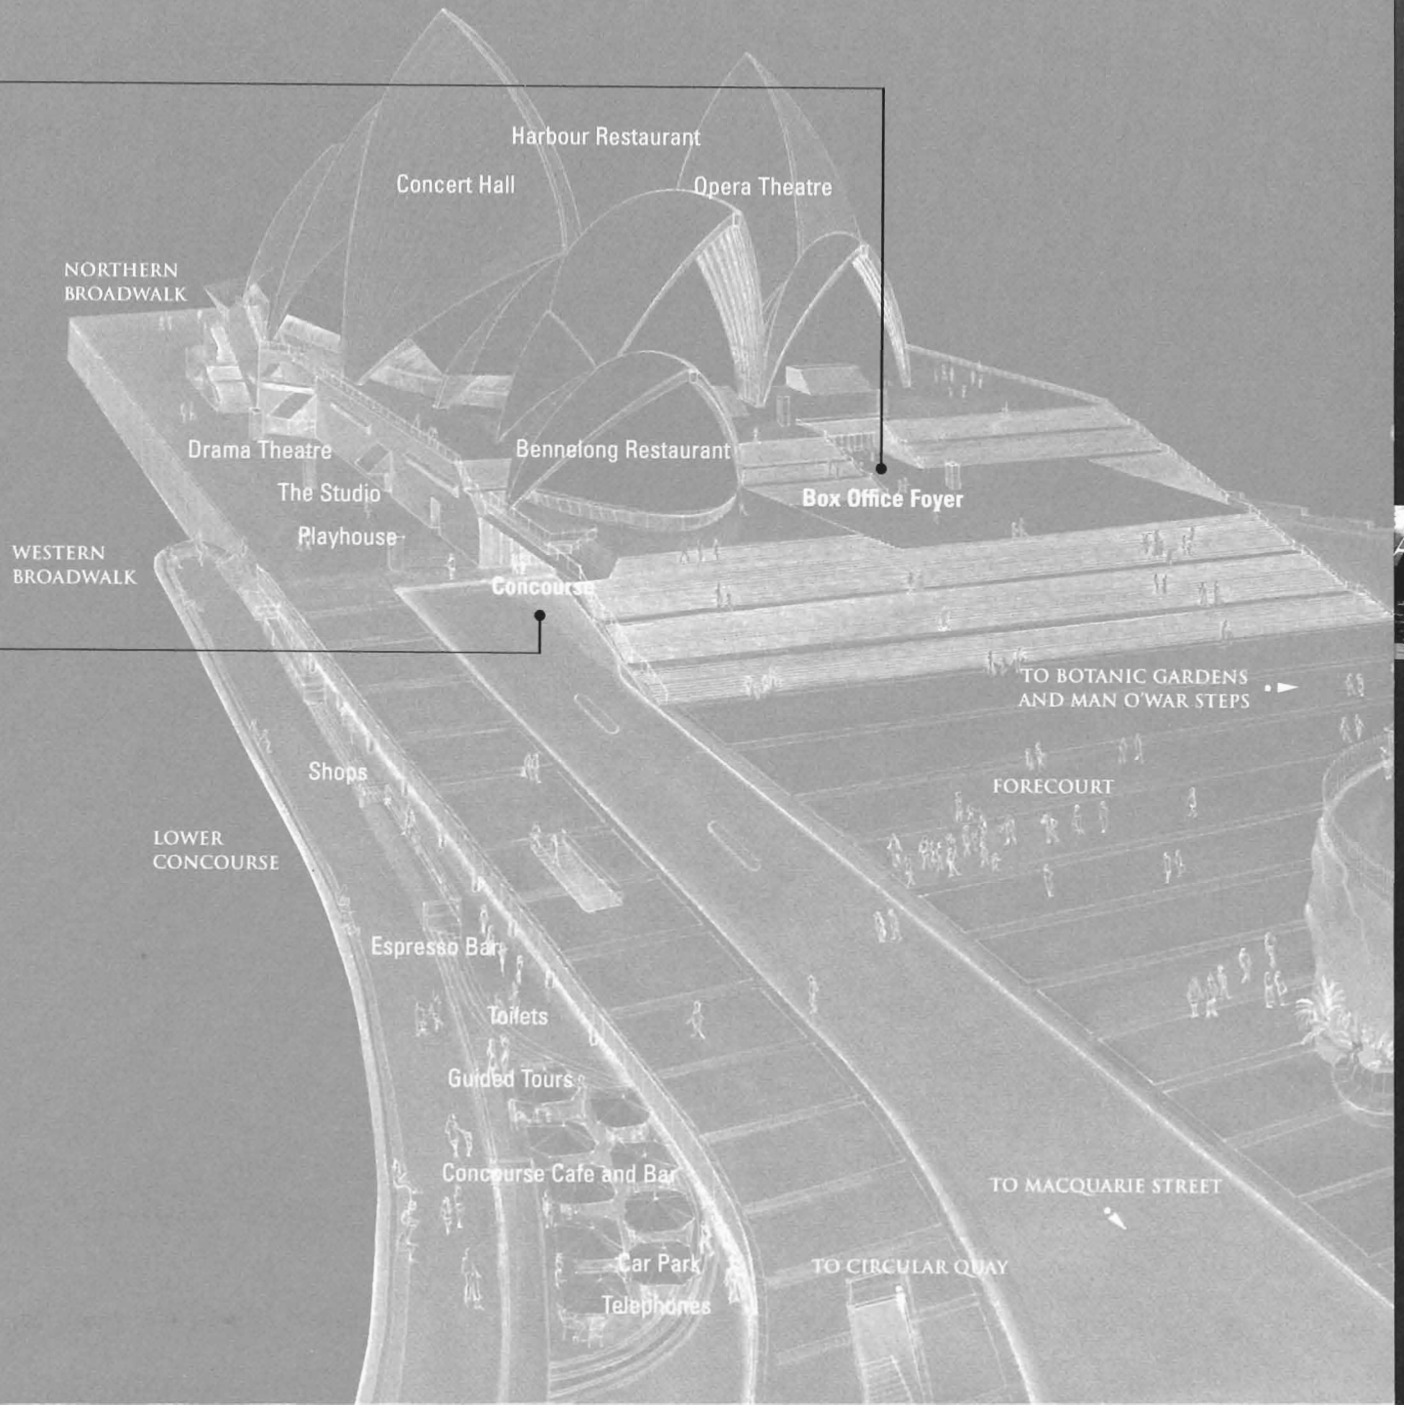 Harbour Restaurant
Concert Hall
Opera Theatre
NORTHERN
BROADWALK
Drama Theatre
Bennelong Restaurant
The Studio
Box Office Foyer
Playhouse
WESTERN
BROADWALK
Concourse
TO BOTANIC GARDENS
AND MAN O'WAR STEPS
Shops
FORECOURT
LOWER
CONCOURSE
Espresso Bar
Toilets
Guided Tours
Concourse Cafe and Bar
TO MACQUARIE STREET
Car Park
TO CIRCULAR QUAY
Telephones